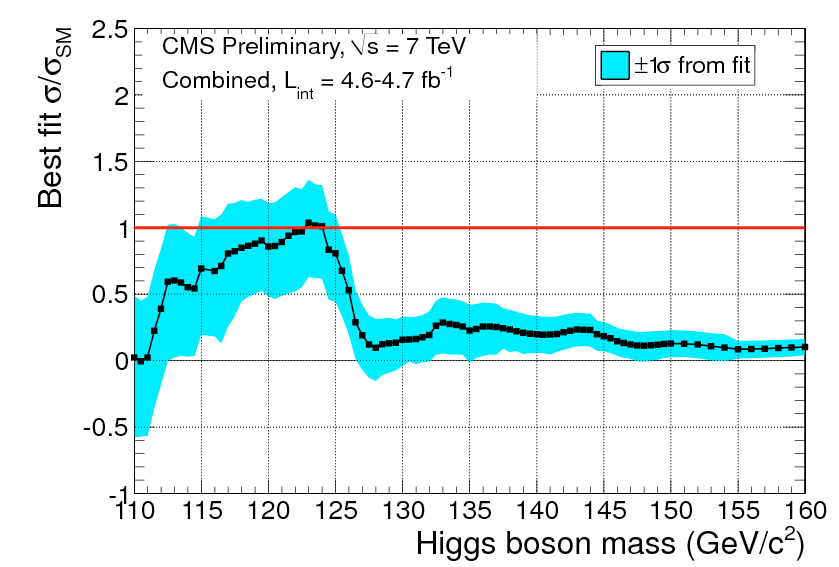 CMS Preliminary, √s = 7 TeV
Combined, L_int = 4.6-4.7 fb⁻¹
±1σ from fit
Best fit σ/σ_SM
2.5
2
1.5
1
0.5
0
-0.5
-1
110 115 120 125 130 135 140 145 150 155 160
Higgs boson mass (GeV/c²)